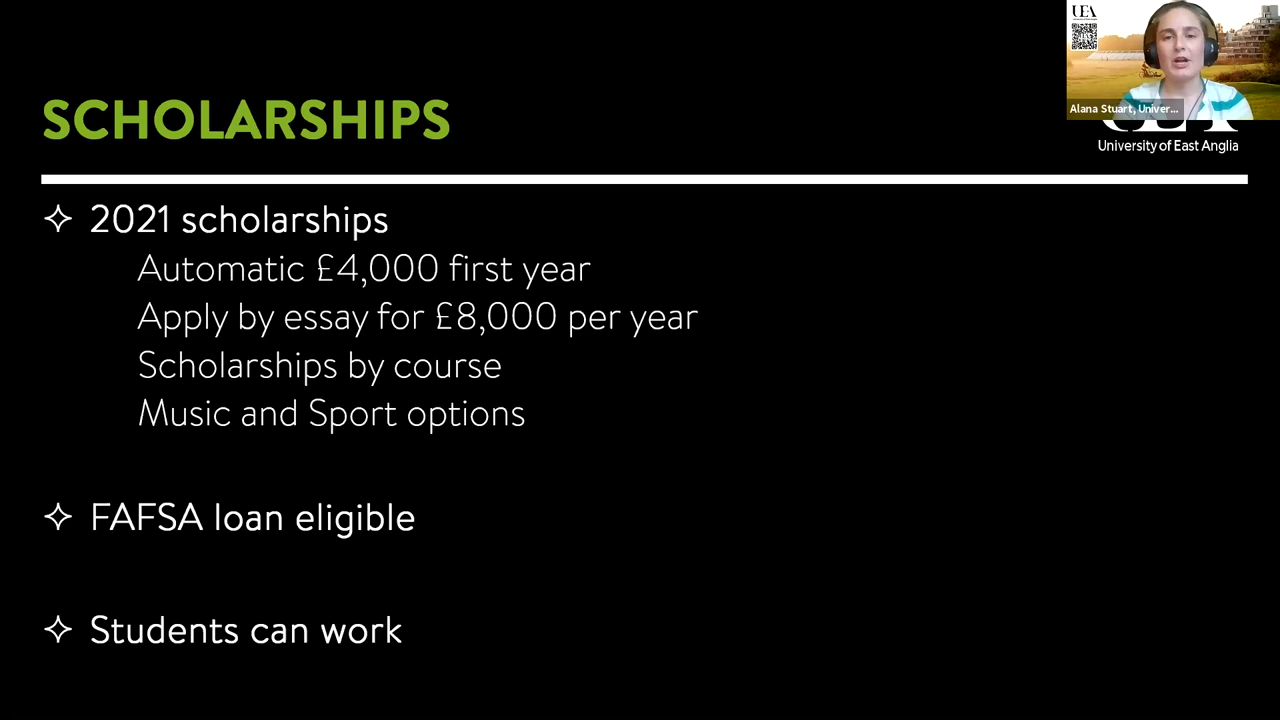 UEA
SCHOLARSHIPS
Alana Stuart, Univer...
University of East Anglia
2021 scholarships
Automatic £4,000 first year
Apply by essay for £8,000 per year
Scholarships by course
Music and Sport options
FAFSA loan eligible
Students can work